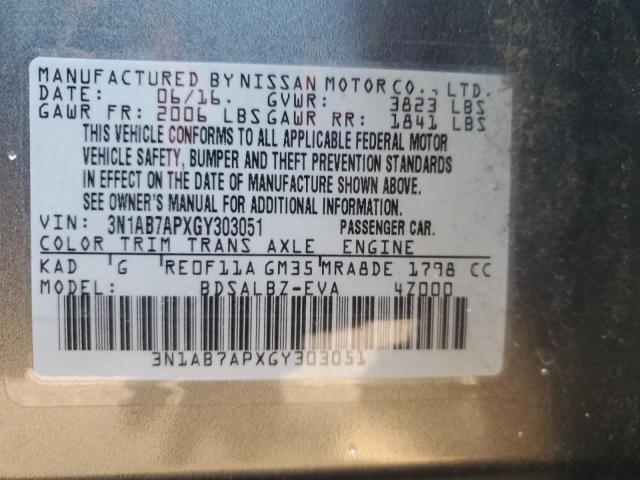 MANUFACTURED BY NISSAN MOTOR CO., LTD.
DATE: 06/16. GVWR: 3823 LBS
GAWR FR: 2006 LBS GAWR RR: 1841 LBS
THIS VEHICLE CONFORMS TO ALL APPLICABLE FEDERAL MOTOR
VEHICLE SAFETY, BUMPER AND THEFT PREVENTION STANDARDS
IN EFFECT ON THE DATE OF MANUFACTURE SHOWN ABOVE.
SEE OWNER'S MANUAL FOR ADDITIONAL INFORMATION.
VIN: 3N1AB7APXGY303051 PASSENGER CAR.
COLOR TRIM TRANS AXLE ENGINE
KAD G RE0F11A GM35 MRA8DE 1798 CC
MODEL: BDSALBZ-EVA 4Z000
3N1AB7APXGY303051